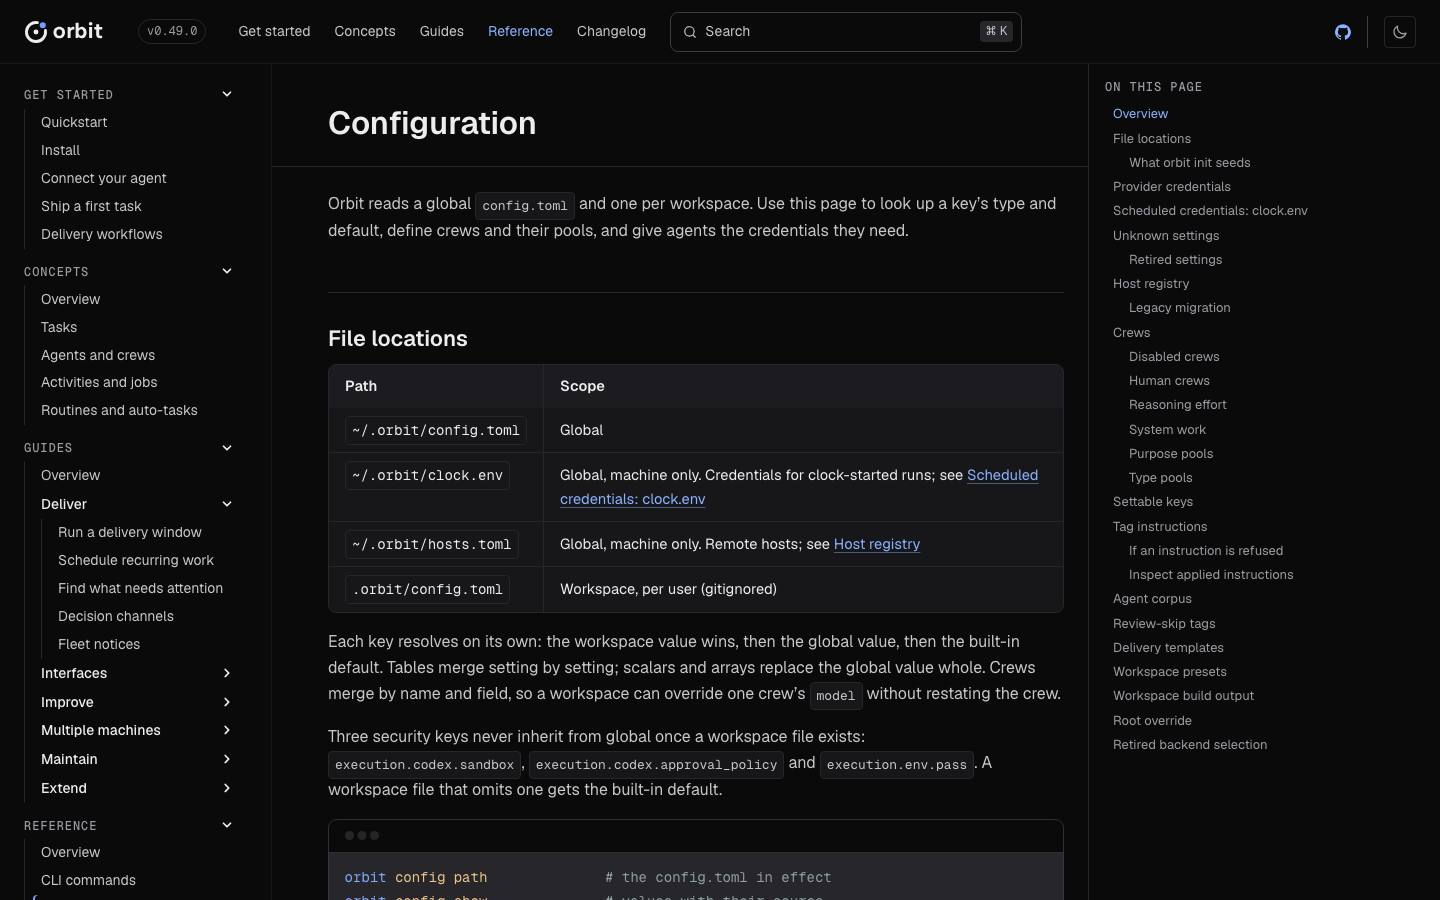 orbit
v0.49.0
Get started
Concepts
Guides
Reference
Changelog
Search
⌘ K
GET STARTED
Quickstart
Install
Connect your agent
Ship a first task
Delivery workflows
CONCEPTS
Overview
Tasks
Agents and crews
Activities and jobs
Routines and auto-tasks
GUIDES
Overview
Deliver
Run a delivery window
Schedule recurring work
Find what needs attention
Decision channels
Fleet notices
Interfaces
Improve
Multiple machines
Maintain
Extend
REFERENCE
Overview
CLI commands
Configuration
Orbit reads a global config.toml and one per workspace. Use this page to look up a key’s type and
default, define crews and their pools, and give agents the credentials they need.
File locations
Path Scope
~/.orbit/config.toml Global
~/.orbit/clock.env Global, machine only. Credentials for clock-started runs; see Scheduled
credentials: clock.env
~/.orbit/hosts.toml Global, machine only. Remote hosts; see Host registry
.orbit/config.toml Workspace, per user (gitignored)
Each key resolves on its own: the workspace value wins, then the global value, then the built-in
default. Tables merge setting by setting; scalars and arrays replace the global value whole. Crews
merge by name and field, so a workspace can override one crew’s model without restating the crew.
Three security keys never inherit from global once a workspace file exists:
execution.codex.sandbox, execution.codex.approval_policy and execution.env.pass. A
workspace file that omits one gets the built-in default.
orbit config path # the config.toml in effect
orbit config show # values with their source
ON THIS PAGE
Overview
File locations
What orbit init seeds
Provider credentials
Scheduled credentials: clock.env
Unknown settings
Retired settings
Host registry
Legacy migration
Crews
Disabled crews
Human crews
Reasoning effort
System work
Purpose pools
Type pools
Settable keys
Tag instructions
If an instruction is refused
Inspect applied instructions
Agent corpus
Review-skip tags
Delivery templates
Workspace presets
Workspace build output
Root override
Retired backend selection